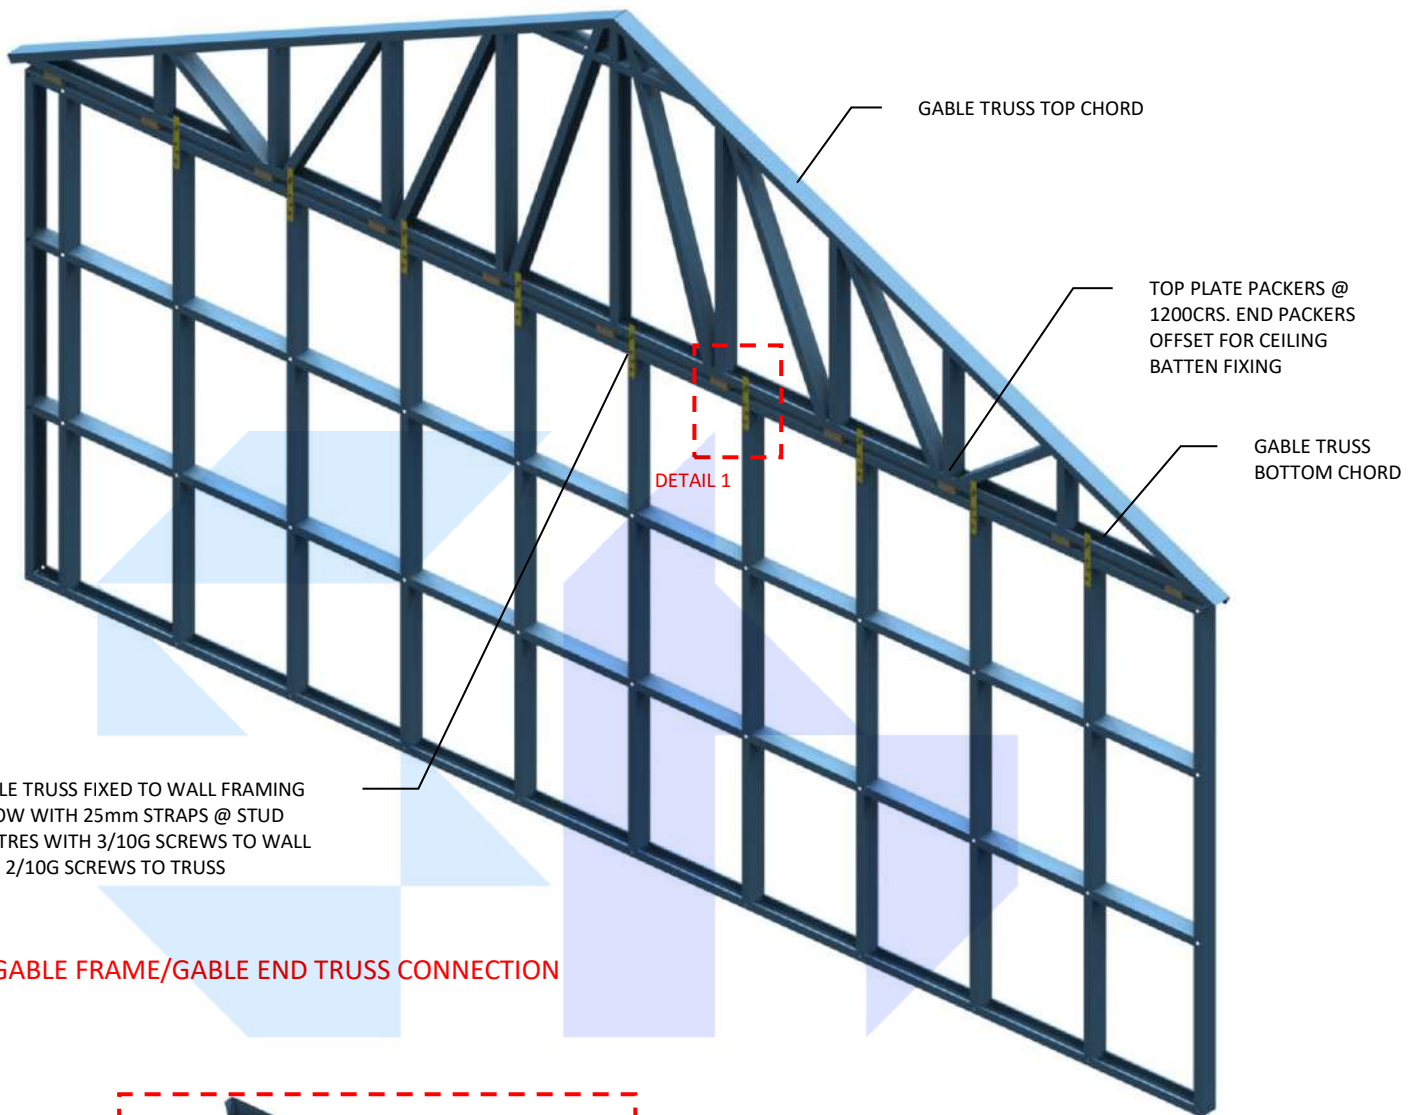 GABLE TRUSS TOP CHORD
TOP PLATE PACKERS @
1200CRS. END PACKERS
OFFSET FOR CEILING
BATTEN FIXING
GABLE TRUSS
BOTTOM CHORD
DETAIL 1
LE TRUSS FIXED TO WALL FRAMING
OW WITH 25mm STRAPS @ STUD
TRES WITH 3/10G SCREWS TO WALL
2/10G SCREWS TO TRUSS
GABLE FRAME/GABLE END TRUSS CONNECTION